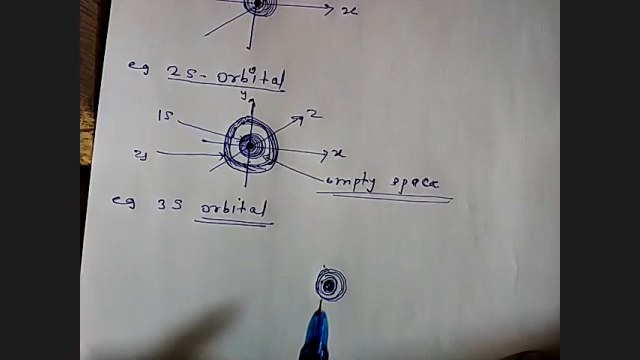 x
eg 2S-orbital
y
1S
z
2s
x
empty space
eg 3S orbital